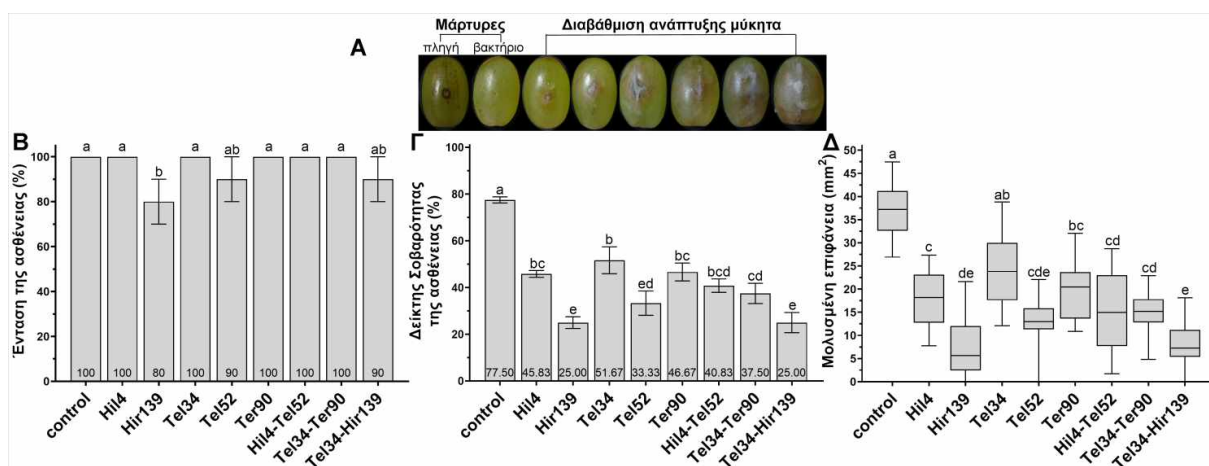 Μάρτυρες
Διαβάθμιση ανάπτυξης μύκητα
Α
πληγή
βακτήριο
Β
Ένταση της ασθένειας (%)
100
80
60
40
20
0
a
a
b
a
ab
a
a
a
ab
100
100
80
100
90
100
100
100
90
control
Hil4
Hir139
Tel34
Tel52
Ter90
Hil4-Tel52
Tel34-Ter90
Tel34-Hir139
Γ
Δείκτης Σοβαρότητας
της ασθένειας (%)
100
80
60
40
20
0
a
bc
e
b
ed
bc
bcd
cd
e
77.50
45.83
25.00
51.67
33.33
46.67
40.83
37.50
25.00
control
Hil4
Hir139
Tel34
Tel52
Ter90
Hil4-Tel52
Tel34-Ter90
Tel34-Hir139
Δ
Μολυσμένη επιφάνεια (mm²)
50
45
40
35
30
25
20
15
10
5
0
a
c
de
ab
cde
bc
cd
cd
e
control
Hil4
Hir139
Tel34
Tel52
Ter90
Hil4-Tel52
Tel34-Ter90
Tel34-Hir139